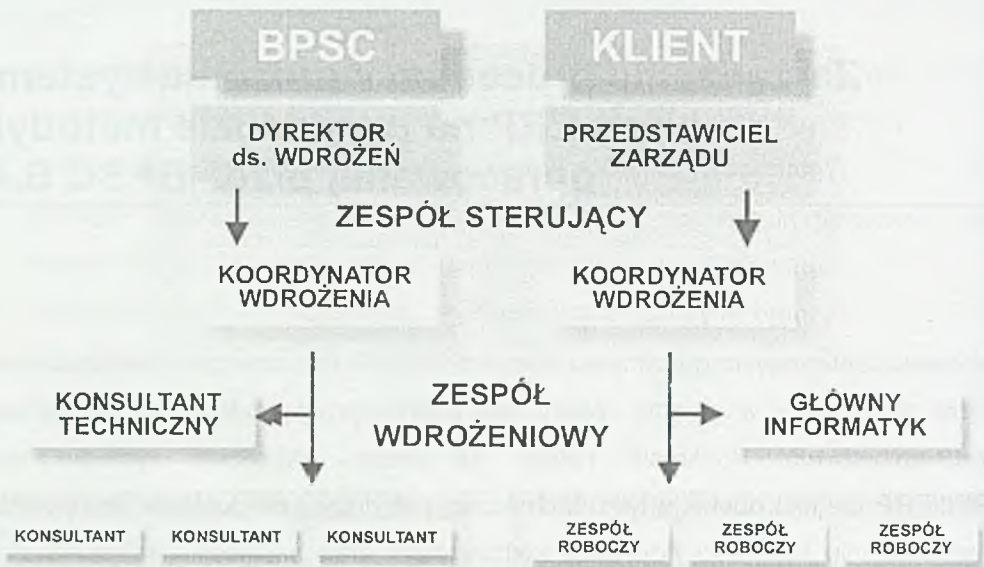 BPSC
KLIENT
DYREKTOR
ds. WDROŻEŃ
PRZEDSTAWICIEL
ZARZĄDU
ZESPÓŁ STERUJĄCY
KOORDYNATOR
WDROŻENIA
KOORDYNATOR
WDROŻENIA
KONSULTANT
TECHNICZNY
ZESPÓŁ
WDROŻENIOWY
GŁÓWNY
INFORMATYK
KONSULTANT
KONSULTANT
KONSULTANT
ZESPÓŁ
ROBOCZY
ZESPÓŁ
ROBOCZY
ZESPÓŁ
ROBOCZY